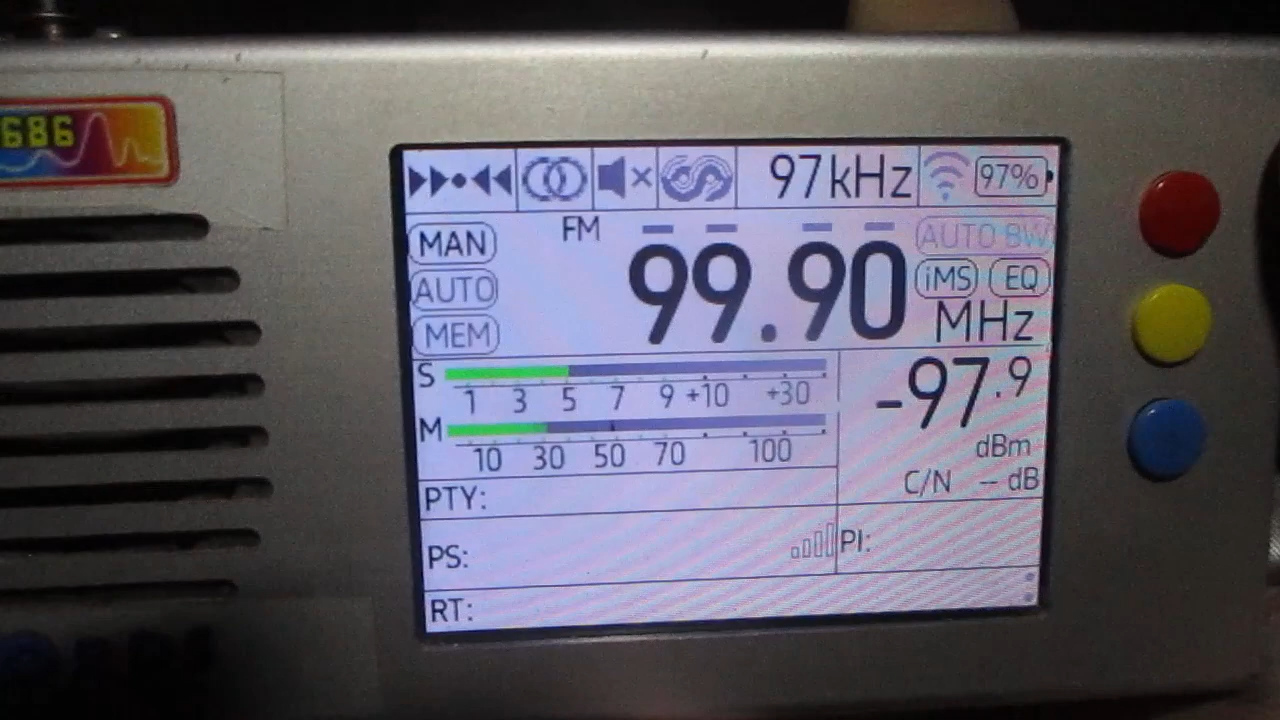 686
97kHz 97%
MAN FM AUTO BW
AUTO 99.90 iMS EQ
MEM MHz
S
1 3 5 7 9 +10 +30 -97.9
M
10 30 50 70 100 dBm
C/N -- dB
PTY:
PS: PI:
RT: